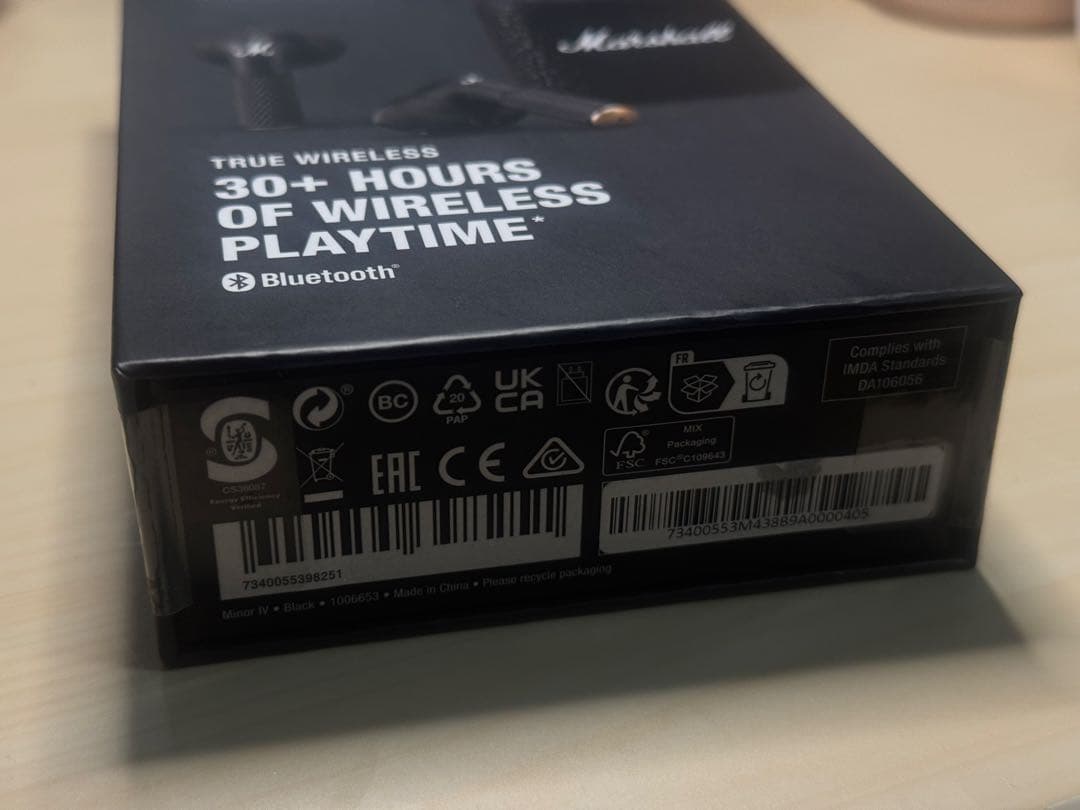 Marshall
TRUE WIRELESS
30+ HOURS
OF WIRELESS
PLAYTIME*
Bluetooth®
Complies with
IMDA Standards
DA106056
FR
® BC 20 PAP UK CA
EAC CE
MIX
Packaging
FSC® FSC® C109643
Energy Efficiency
Verified
7340055398251
Minor IV • Black • 1006653 • Made in China • Please recycle packaging